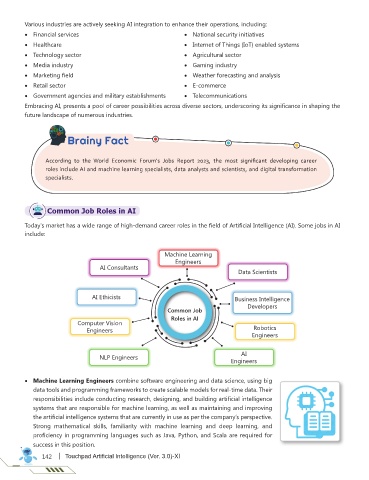 Various industries are actively seeking AI integration to enhance their operations, including:
• Financial services
• National security initiatives
• Healthcare
• Internet of Things (IoT) enabled systems
• Technology sector
• Agricultural sector
• Media industry
• Gaming industry
• Marketing field
• Weather forecasting and analysis
• Retail sector
• E-commerce
• Government agencies and military establishments
• Telecommunications
Embracing AI, presents a pool of career possibilities across diverse sectors, underscoring its significance in shaping the
future landscape of numerous industries.
Brainy Fact
According to the World Economic Forum's Jobs Report 2023, the most significant developing career
roles include AI and machine learning specialists, data analysts and scientists, and digital transformation
specialists.
Common Job Roles in AI
Today's market has a wide range of high-demand career roles in the field of Artificial Intelligence (AI). Some jobs in AI
include:
Machine Learning
Engineers
AI Consultants
Data Scientists
AI Ethicists
Business Intelligence
Developers
Common Job
Roles in AI
Computer Vision
Engineers
Robotics
Engineers
NLP Engineers
AI
Engineers
• Machine Learning Engineers combine software engineering and data science, using big
data tools and programming frameworks to create scalable models for real-time data. Their
responsibilities include conducting research, designing, and building artificial intelligence
systems that are responsible for machine learning, as well as maintaining and improving
the artificial intelligence systems that are currently in use as per the company's perspective.
Strong mathematical skills, familiarity with machine learning and deep learning, and
proficiency in programming languages such as Java, Python, and Scala are required for
success in this position.
142 | Touchpad Artificial Intelligence (Ver. 3.0)-XI